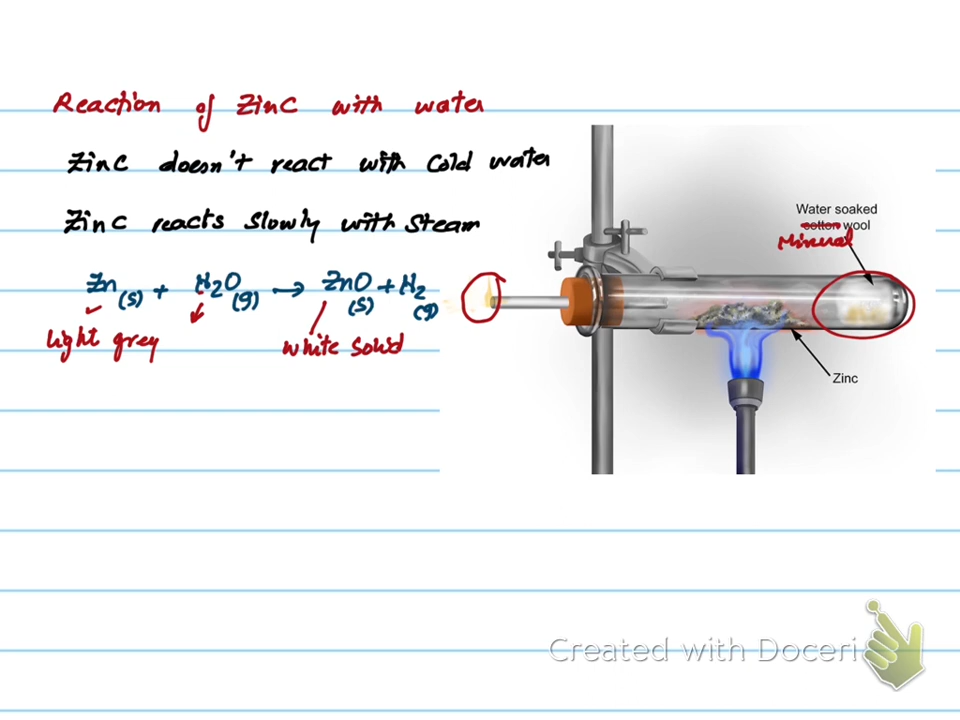 Reaction of Zinc with water
Zinc doesn't react with Cold water
Zinc reacts slowly with Steam
Zn(s) + H2O(g) → ZnO(s) + H2(g)
light grey
white solid
Water soaked
cotton wool
Mineral
Zinc
Created with Doceri